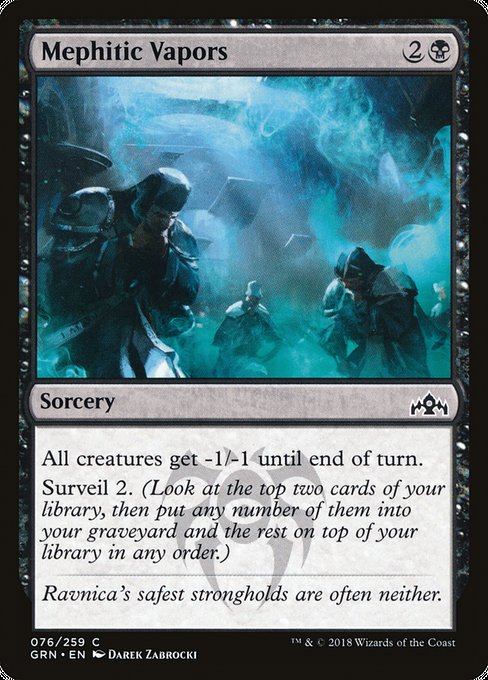 Mephitic Vapors 2
Sorcery
All creatures get -1/-1 until end of turn.
Surveil 2. (Look at the top two cards of your
library, then put any number of them into
your graveyard and the rest on top of your
library in any order.)
Ravnica's safest strongholds are often neither.
076/259 C
GRN • EN Darek Zabrocki
™ & © 2018 Wizards of the Coast